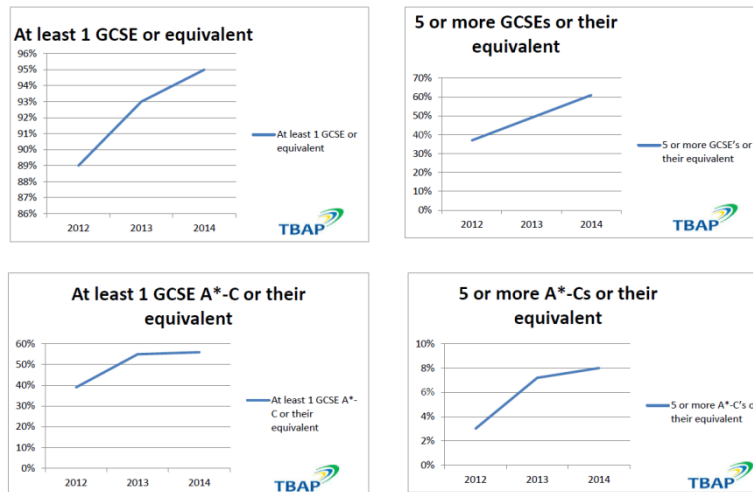 At least 1 GCSE or equivalent
96%
95%
94%
93%
92%
91%
90%
89%
88%
87%
86%
2012 2013 2014
At least 1 GCSE or
equivalent
TBAP
5 or more GCSEs or their
equivalent
70%
60%
50%
40%
30%
20%
10%
0%
2012 2013 2014
5 or more GCSE's or
their equivalent
TBAP
At least 1 GCSE A*-C or their
equivalent
60%
50%
40%
30%
20%
10%
0%
2012 2013 2014
At least 1 GCSE A*-
C or their
equivalent
TBAP
5 or more A*-Cs or their
equivalent
10%
8%
6%
4%
2%
0%
2012 2013 2014
5 or more A*-C's o
their equivalent
TBAP